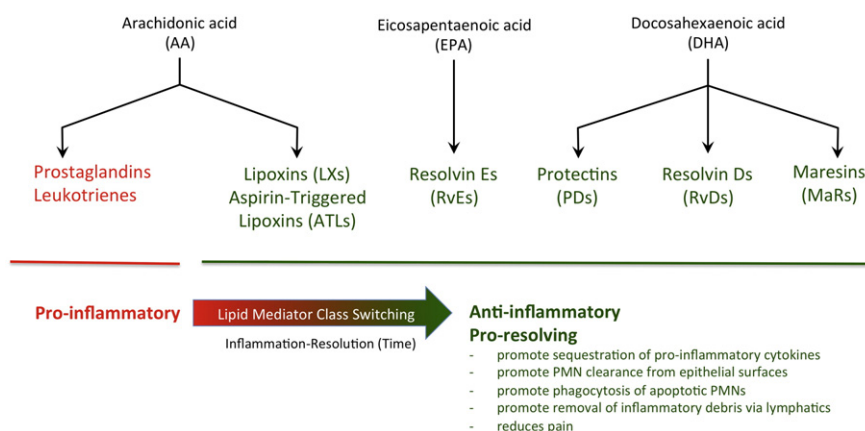 Arachidonic acid
(AA)
Eicosapentaenoic acid
(EPA)
Docosahexaenoic acid
(DHA)
Prostaglandins
Leukotrienes
Lipoxins (LXs)
Aspirin-Triggered
Lipoxins (ATLs)
Resolvin Es
(RvEs)
Protectins
(PDs)
Resolvin Ds
(RvDs)
Maresins
(MaRs)
Pro-inflammatory
Lipid Mediator Class Switching
Inflammation-Resolution (Time)
Anti-inflammatory
Pro-resolving
- promote sequestration of pro-inflammatory cytokines
- promote PMN clearance from epithelial surfaces
- promote phagocytosis of apoptotic PMNs
- promote removal of inflammatory debris via lymphatics
- reduces pain